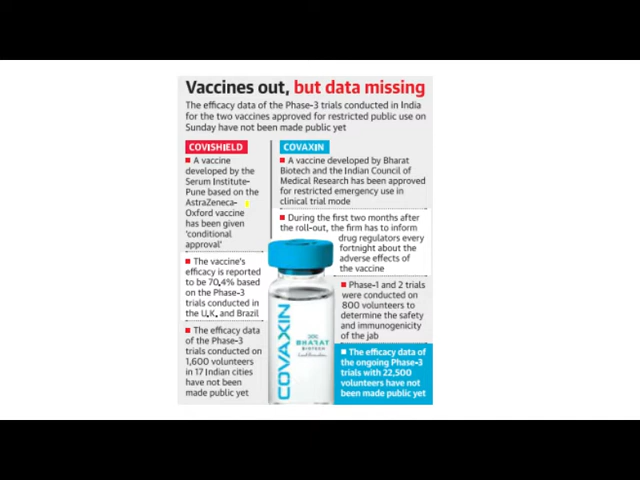 Vaccines out, but data missing
The efficacy data of the Phase-3 trials conducted in India
for the two vaccines approved for restricted public use on
Sunday have not been made public yet
COVISHIELD
A vaccine
developed by the
Serum Institute-
Pune based on the
AstraZeneca-
Oxford vaccine
has been given
'conditional
approval'
The vaccine's
efficacy is reported
to be 70.4% based
on the Phase-3
trials conducted in
the U.K. and Brazil
The efficacy data
of the Phase-3
trials conducted on
1,600 volunteers
in 17 Indian cities
have not been
made public yet
COVAXIN
A vaccine developed by Bharat
Biotech and the Indian Council of
Medical Research has been approved
for restricted emergency use in
clinical trial mode
During the first two months after
the roll-out, the firm has to inform
drug regulators every
fortnight about the
adverse effects of
the vaccine
Phase-1 and 2 trials
were conducted on
800 volunteers to
determine the safety
and immunogenicity
of the jab
The efficacy data of
the ongoing Phase-3
trials with 22,500
volunteers have not
been made public yet
COVAXIN
BHARAT
BIOTECH